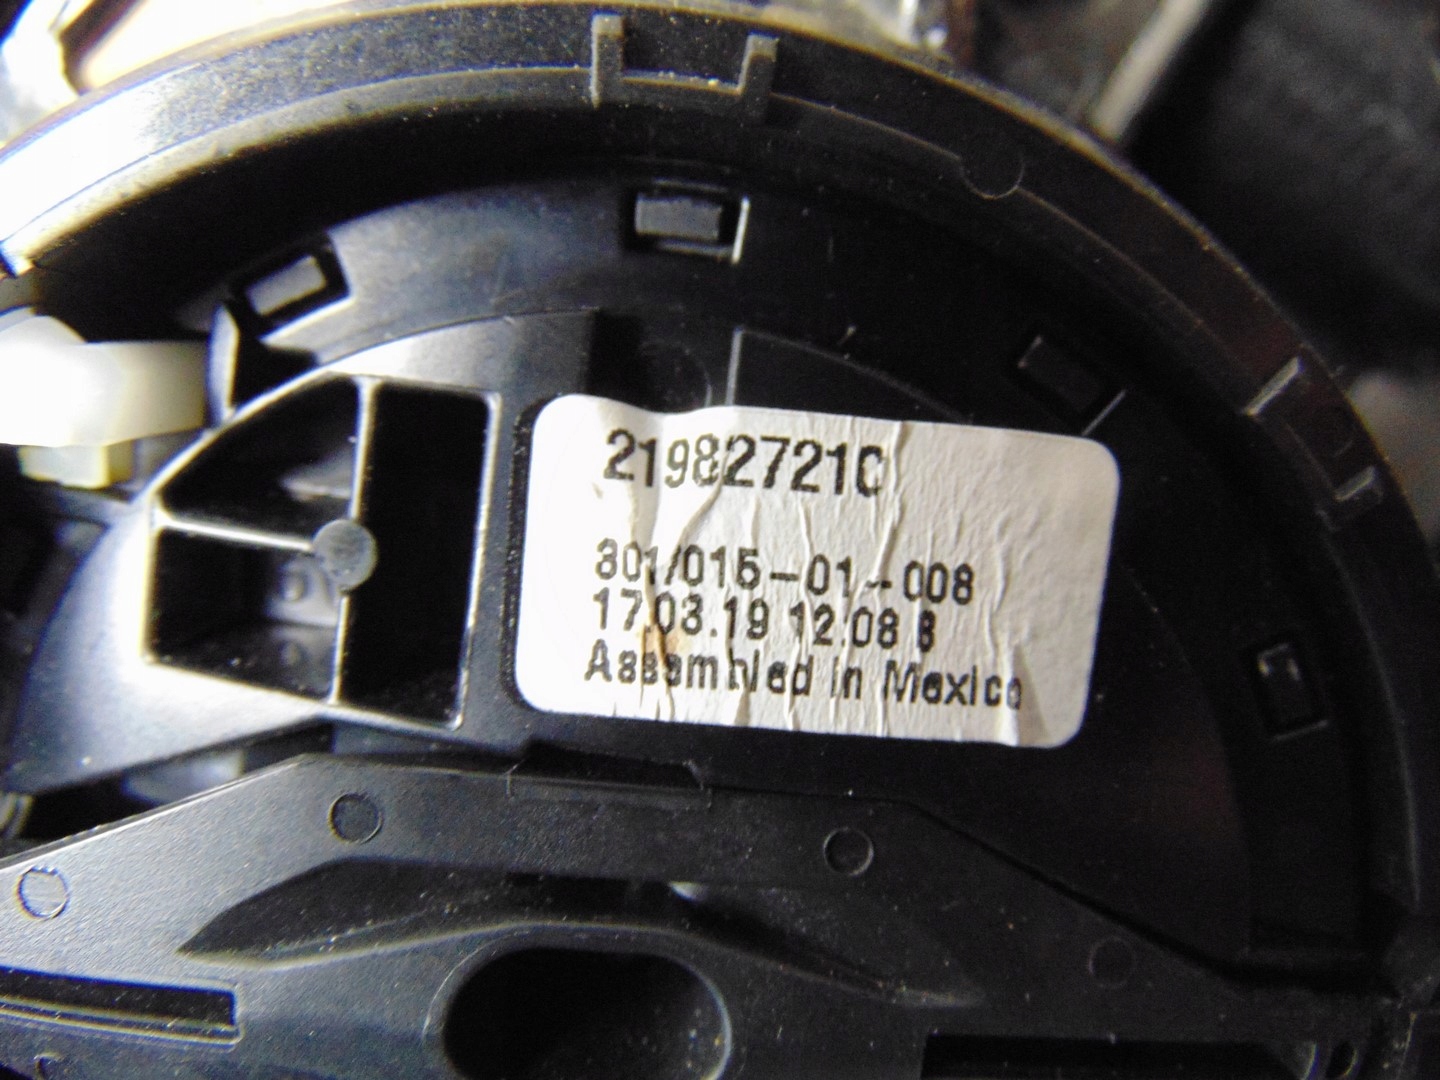 21982721C
301/015-01-008
17.03.19 12:08 8
Assembled in Mexico